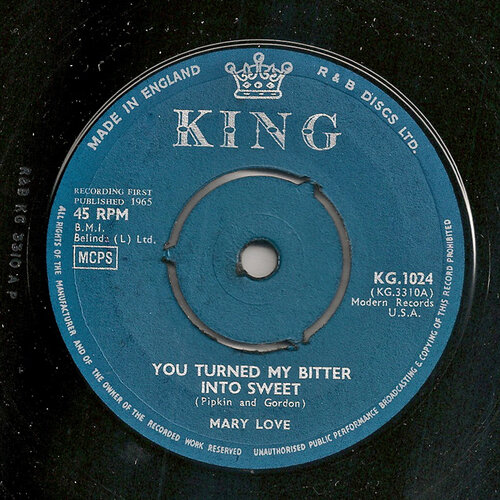 MADE IN ENGLAND
R & B DISCS LTD.
KING
RECORDING FIRST
PUBLISHED 1965
45 RPM
B.M.I.
Belinda (L) Ltd.
MCPS
KG.1024
(KG.3310A)
Modern Records
U.S.A.
YOU TURNED MY BITTER
INTO SWEET
(Pipkin and Gordon)
MARY LOVE
ALL RIGHTS OF THE MANUFACTURER AND OF THE OWNER OF THE RECORDED WORK RESERVED UNAUTHORISED PUBLIC PERFORMANCE BROADCASTING & COPYING OF THIS RECORD PROHIBITED
R&B KG 3310 A P